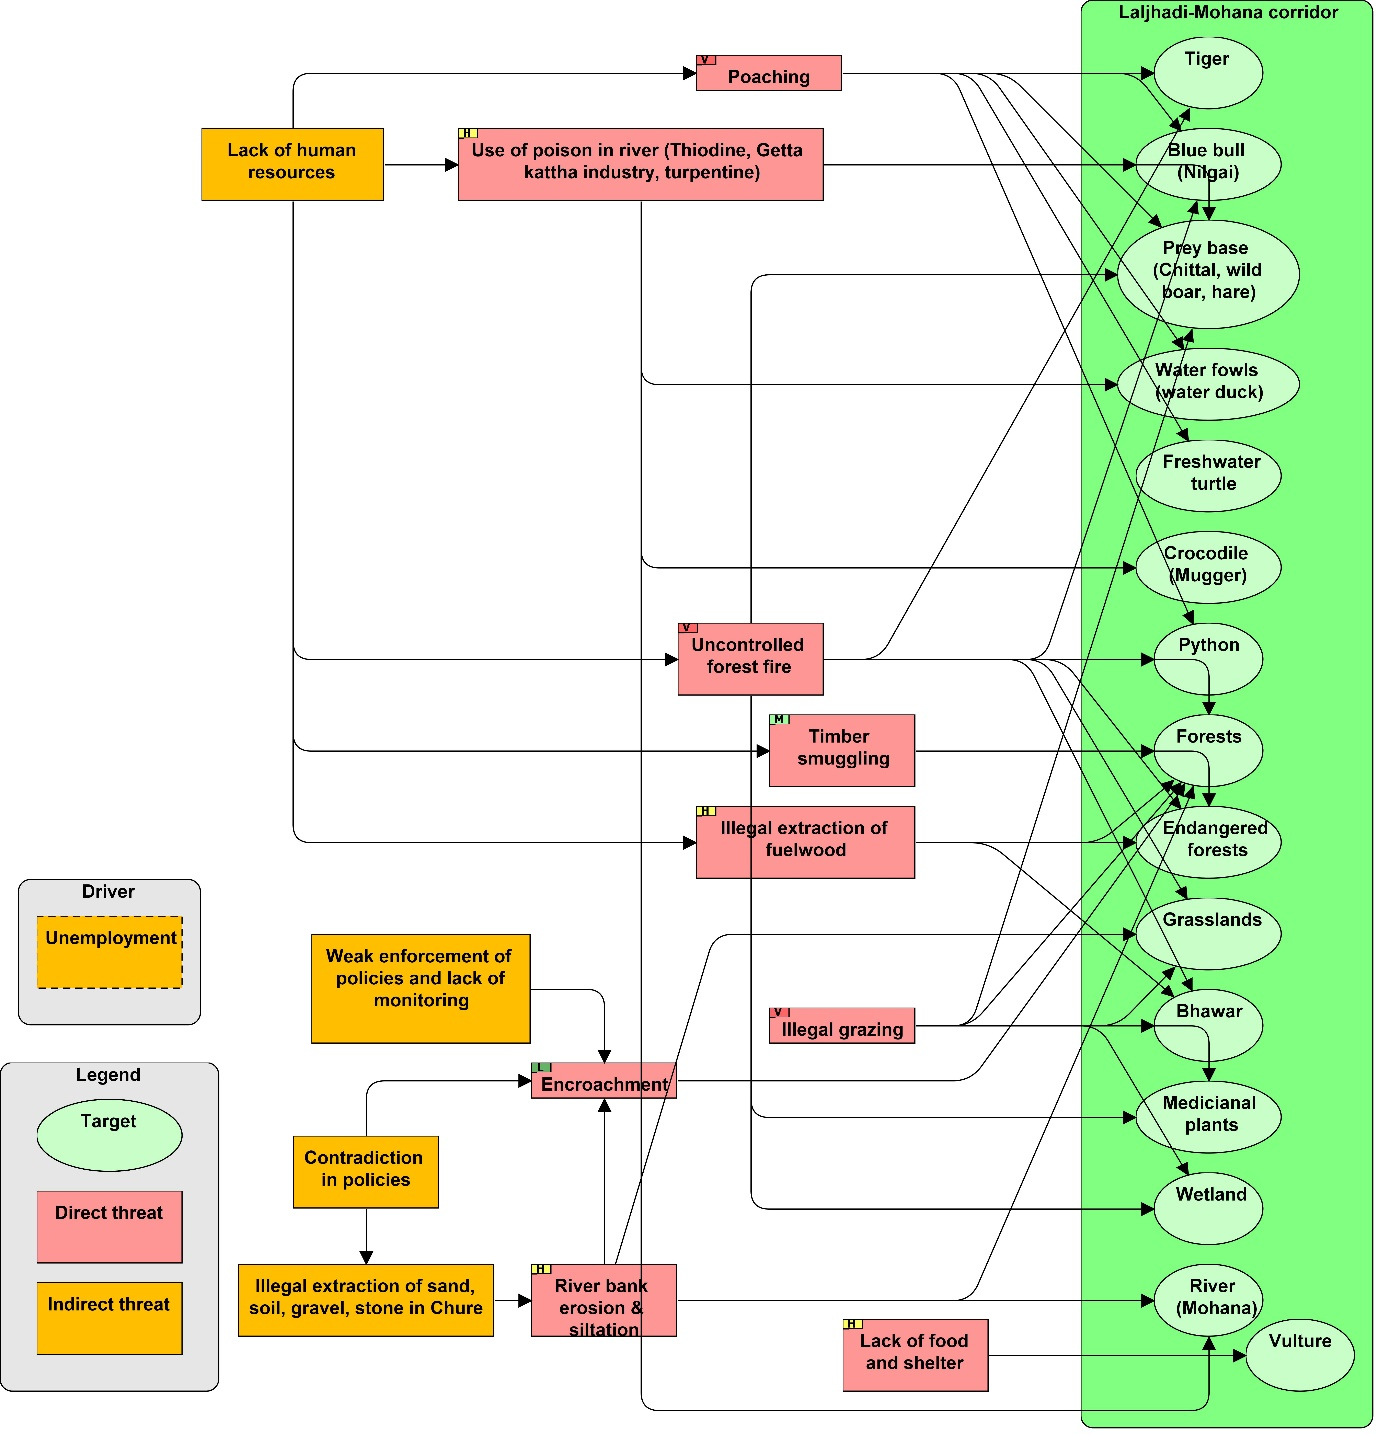 Laljhadi-Mohana corridor
Tiger
V
Poaching
Lack of human
resources
H
Use of poison in river (Thiodine, Getta
kattha industry, turpentine)
Blue bull
(Nilgai)
Prey base
(Chittal, wild
boar, hare)
Water fowls
(water duck)
Freshwater
turtle
Crocodile
(Mugger)
V
Uncontrolled
forest fire
Python
M
Timber
smuggling
Forests
H
Illegal extraction of
fuelwood
Endangered
forests
Driver
Unemployment
Weak enforcement of
policies and lack of
monitoring
Grasslands
V
Illegal grazing
Bhawar
L
Encroachment
Legend
Target
Direct threat
Indirect threat
Contradiction
in policies
Medicianal
plants
Wetland
Illegal extraction of sand,
soil, gravel, stone in Chure
H
River bank
erosion &
siltation
River
(Mohana)
H
Lack of food
and shelter
Vulture